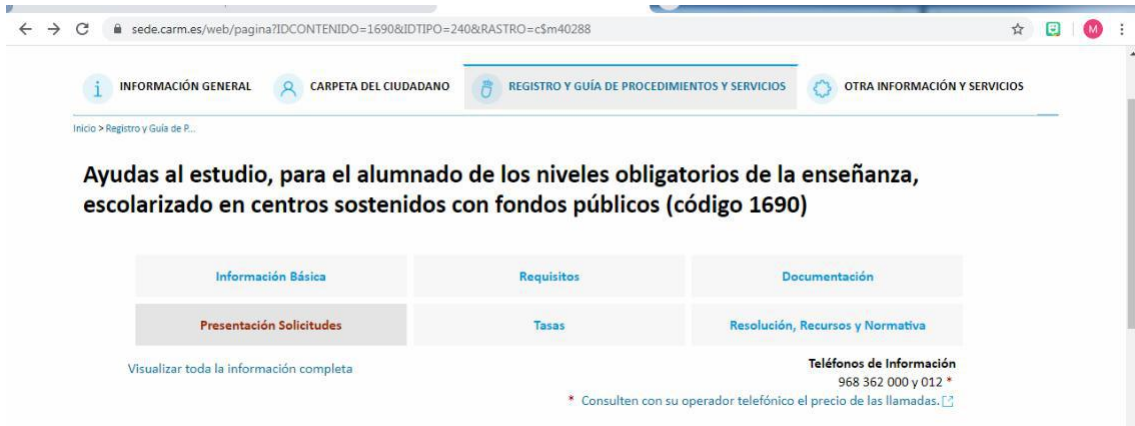 sede.carm.es/web/pagina?IDCONTENIDO=1690&IDTIPO=240&RASTRO=c$m40288
M
i INFORMACIÓN GENERAL CARPETA DEL CIUDADANO REGISTRO Y GUÍA DE PROCEDIMIENTOS Y SERVICIOS OTRA INFORMACIÓN Y SERVICIOS
Inicio > Registro y Guía de P...
Ayudas al estudio, para el alumnado de los niveles obligatorios de la enseñanza,
escolarizado en centros sostenidos con fondos públicos (código 1690)
Información Básica Requisitos Documentación
Presentación Solicitudes Tasas Resolución, Recursos y Normativa
Visualizar toda la información completa
Teléfonos de Información
968 362 000 y 012 *
* Consulten con su operador telefónico el precio de las llamadas.